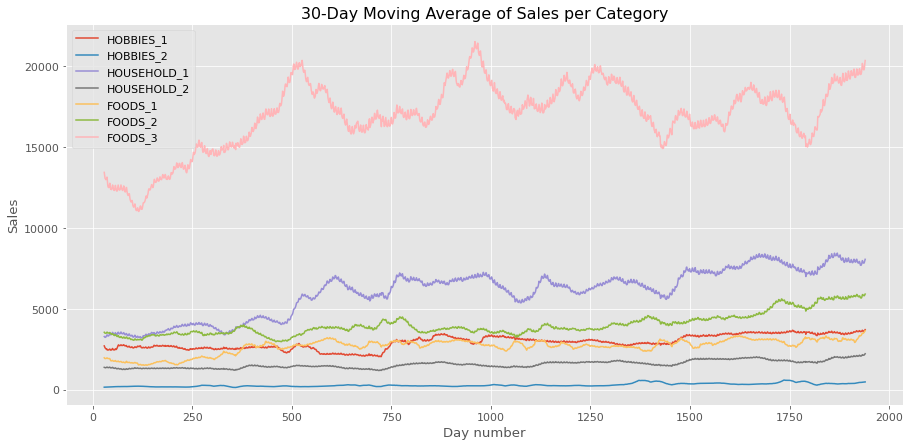 30-Day Moving Average of Sales per Category
HOBBIES_1
HOBBIES_2
HOUSEHOLD_1
HOUSEHOLD_2
FOODS_1
FOODS_2
FOODS_3
20000
15000
10000
5000
0
Sales
0 250 500 750 1000 1250 1500 1750 2000
Day number